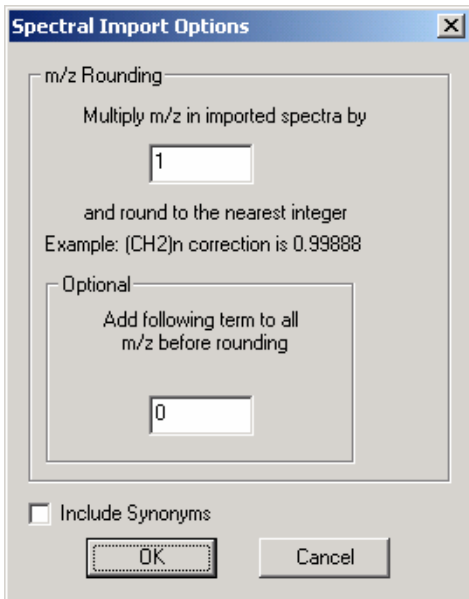 Spectral Import Options
m/z Rounding
Multiply m/z in imported spectra by
1
and round to the nearest integer
Example: (CH2)n correction is 0.99888
Optional
Add following term to all
m/z before rounding
0
Include Synonyms
OK Cancel